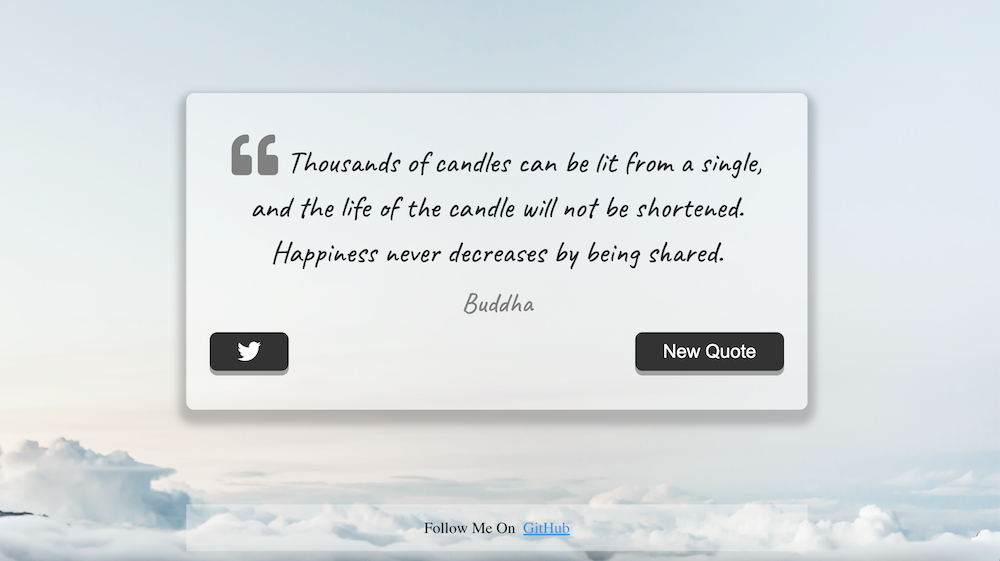 Thousands of candles can be lit from a single,
and the life of the candle will not be shortened.
Happiness never decreases by being shared.
Buddha
New Quote
Follow Me On GitHub